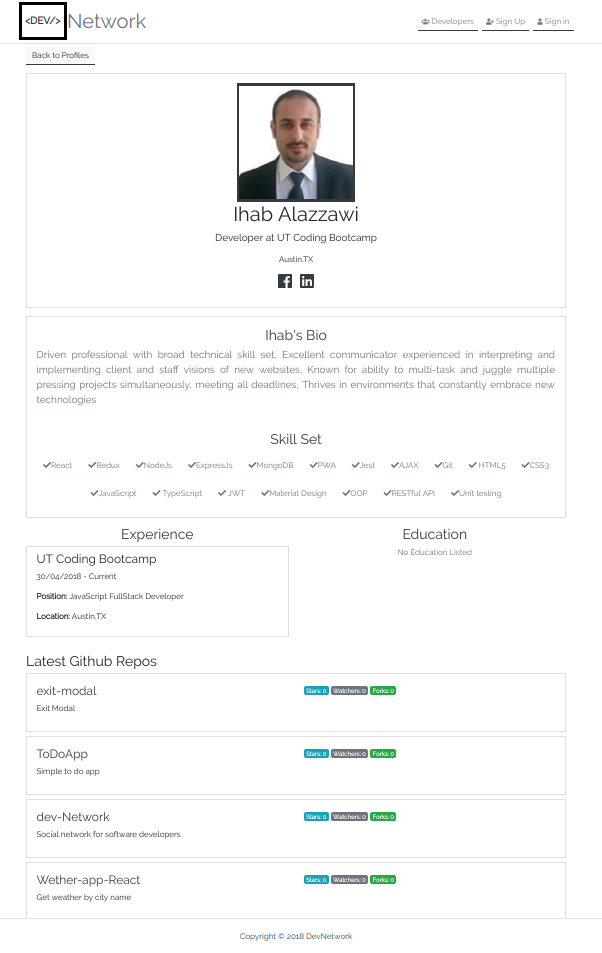 <DEV/> Network
Developers Sign Up Sign in
Back to Profiles
Ihab Alazzawi
Developer at UT Coding Bootcamp
Austin,TX
Ihab's Bio
Driven professional with broad technical skill set, Excellent communicator experienced in interpreting and
implementing client and staff visions of new websites, Known for ability to multi-task and juggle multiple
pressing projects simultaneously, meeting all deadlines, Thrives in environments that constantly embrace new
technologies
Skill Set
React Redux NodeJs ExpressJs MongoDB PWA Jest AJAX Git HTML5 CSS3
JavaScript TypeScript JWT Material Design OOP RESTful API Unit testing
Experience
Education
UT Coding Bootcamp
No Education Listed
30/04/2018 - Current
Position: JavaScript FullStack Developer
Location: Austin,TX
Latest Github Repos
exit-modal
Stars: 0 Watchers: 0 Forks: 0
Exit Modal
ToDoApp
Stars: 0 Watchers: 0 Forks: 0
Simple to do app
dev-Network
Stars: 0 Watchers: 0 Forks: 0
Social network for software developers
Wether-app-React
Stars: 0 Watchers: 0 Forks: 0
Get weather by city name
Copyright © 2018 DevNetwork